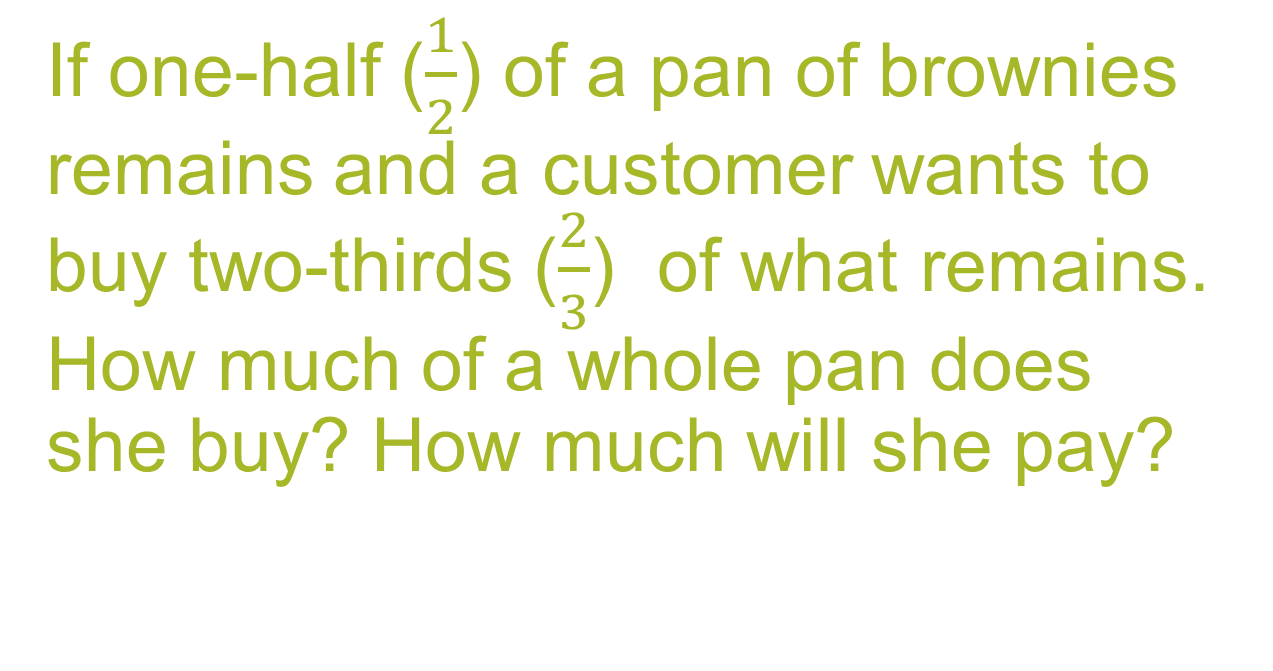 If one-half (1/2) of a pan of brownies
remains and a customer wants to
buy two-thirds (2/3) of what remains.
How much of a whole pan does
she buy? How much will she pay?